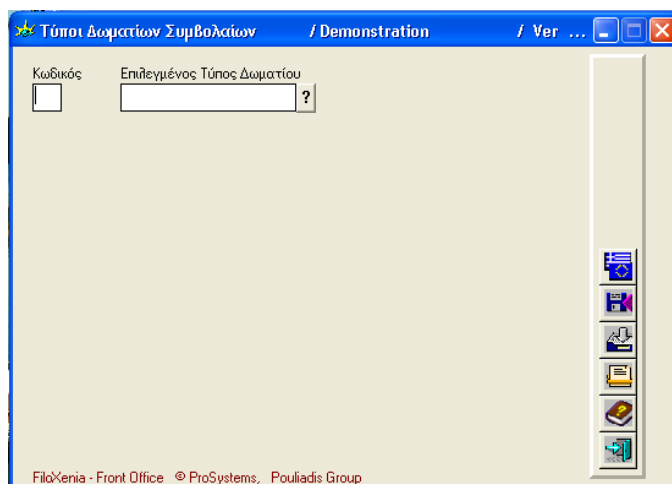 Τύποι Δωματίων Συμβολαίων / Demonstration / Ver ...
Κωδικός Επιλεγμένος Τύπος Δωματίου
?
FiloXenia - Front Office © ProSystems, Pouliadis Group